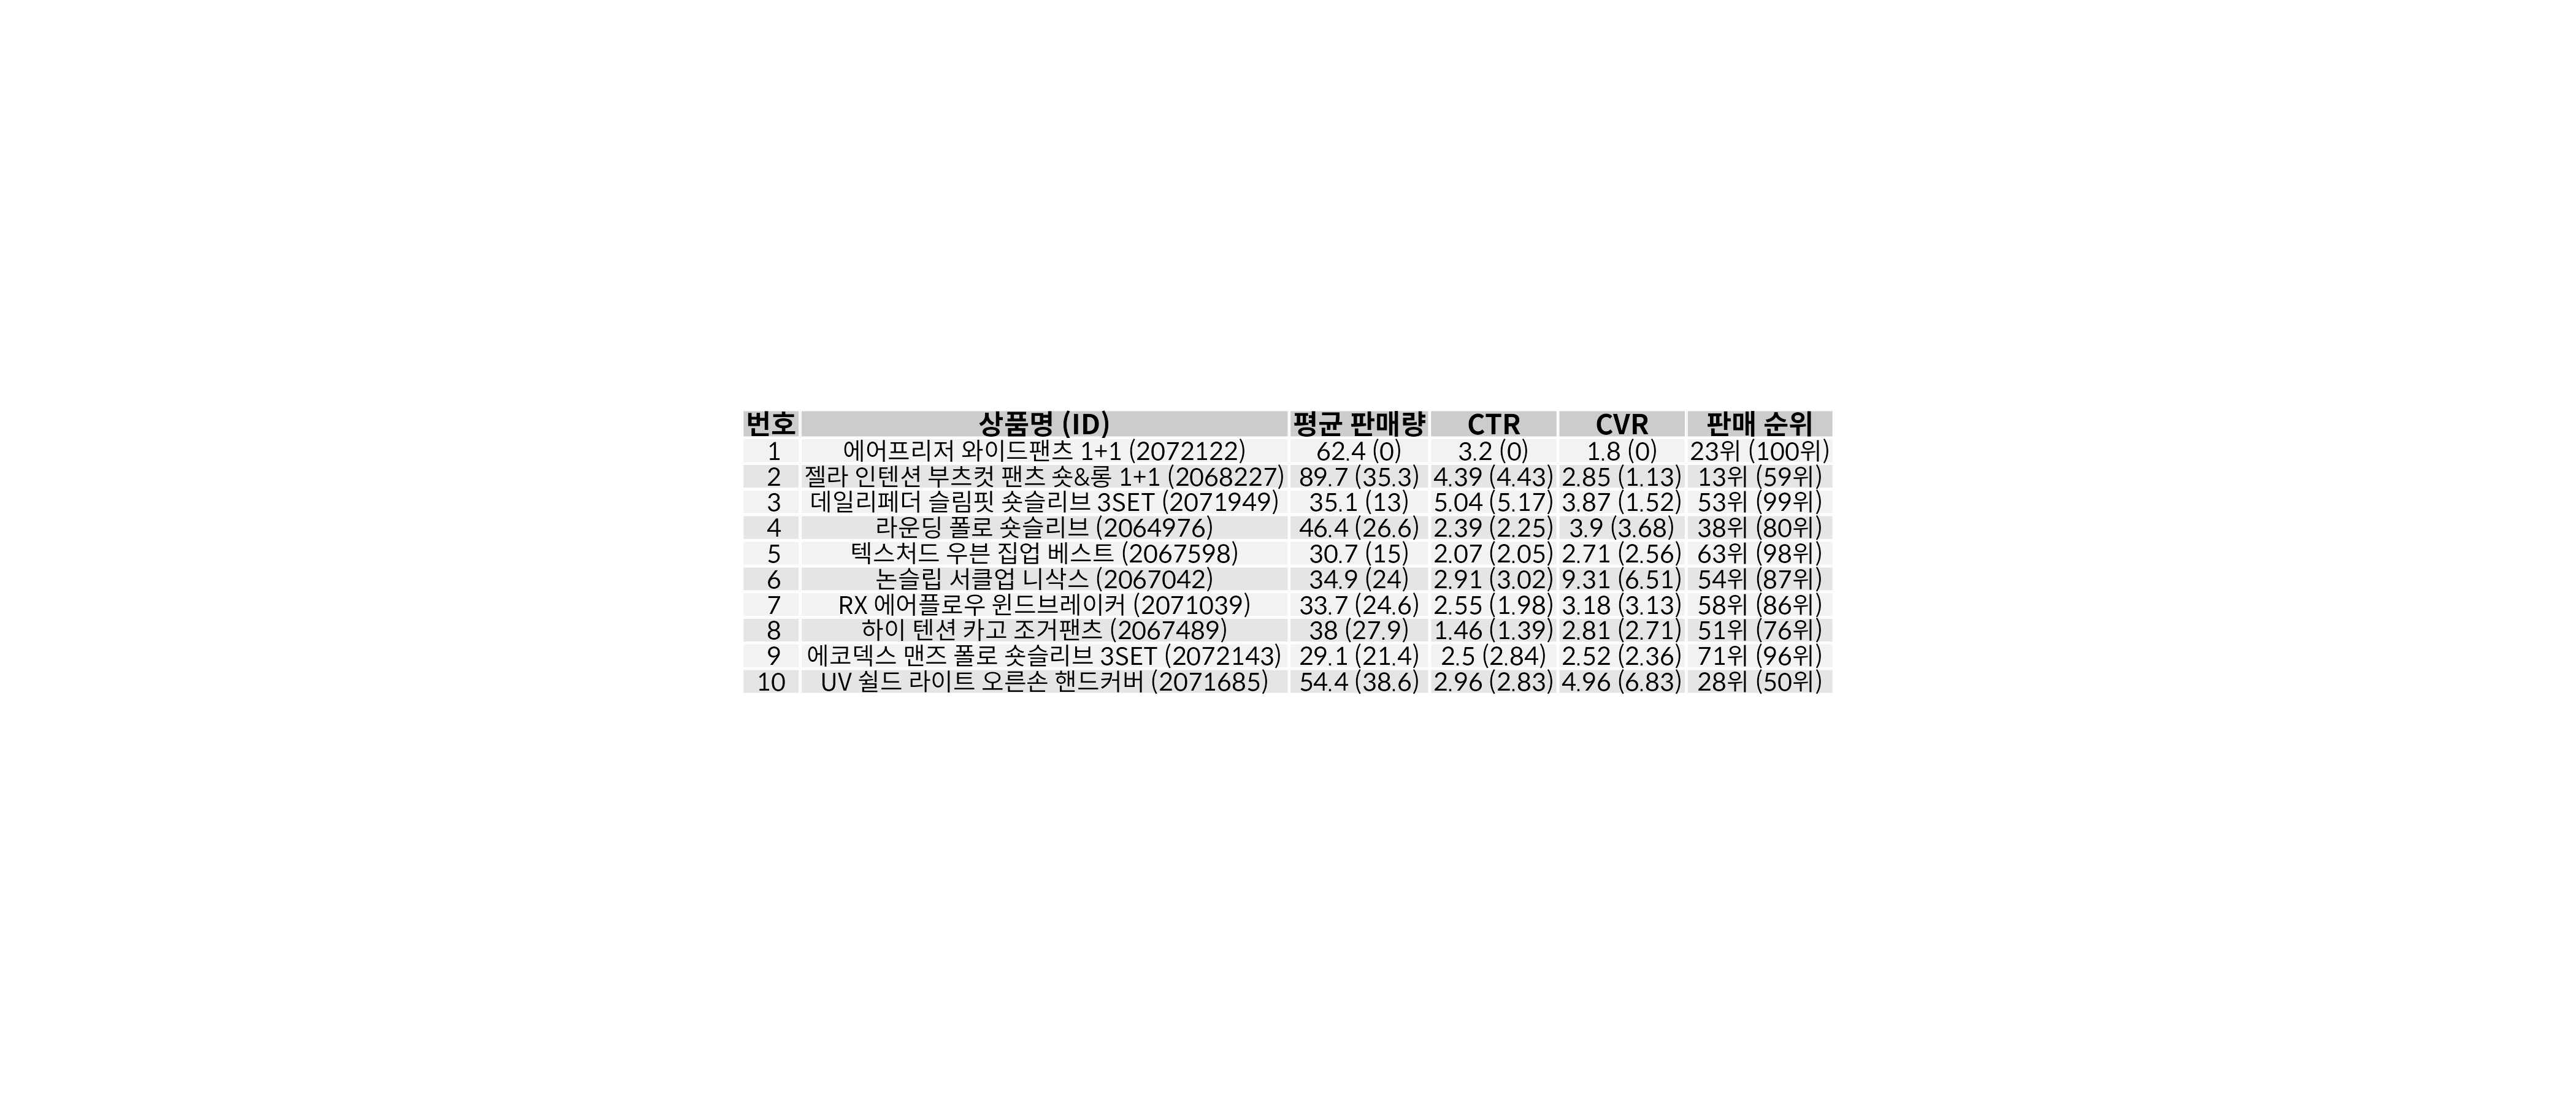 번호 상품명 (ID) 평균 판매량 CTR CVR 판매 순위
1 에어프리저 와이드팬츠 1+1 (2072122) 62.4 (0) 3.2 (0) 1.8 (0) 23위 (100위)
2 젤라 인텐션 부츠컷 팬츠 숏&롱 1+1 (2068227) 89.7 (35.3) 4.39 (4.43) 2.85 (1.13) 13위 (59위)
3 데일리페더 슬림핏 숏슬리브 3SET (2071949) 35.1 (13) 5.04 (5.17) 3.87 (1.52) 53위 (99위)
4 라운딩 폴로 숏슬리브 (2064976) 46.4 (26.6) 2.39 (2.25) 3.9 (3.68) 38위 (80위)
5 텍스처드 우븐 집업 베스트 (2067598) 30.7 (15) 2.07 (2.05) 2.71 (2.56) 63위 (98위)
6 논슬립 서클업 니삭스 (2067042) 34.9 (24) 2.91 (3.02) 9.31 (6.51) 54위 (87위)
7 RX 에어플로우 윈드브레이커 (2071039) 33.7 (24.6) 2.55 (1.98) 3.18 (3.13) 58위 (86위)
8 하이 텐션 카고 조거팬츠 (2067489) 38 (27.9) 1.46 (1.39) 2.81 (2.71) 51위 (76위)
9 에코덱스 맨즈 폴로 숏슬리브 3SET (2072143) 29.1 (21.4) 2.5 (2.84) 2.52 (2.36) 71위 (96위)
10 UV 쉴드 라이트 오른손 핸드커버 (2071685) 54.4 (38.6) 2.96 (2.83) 4.96 (6.83) 28위 (50위)